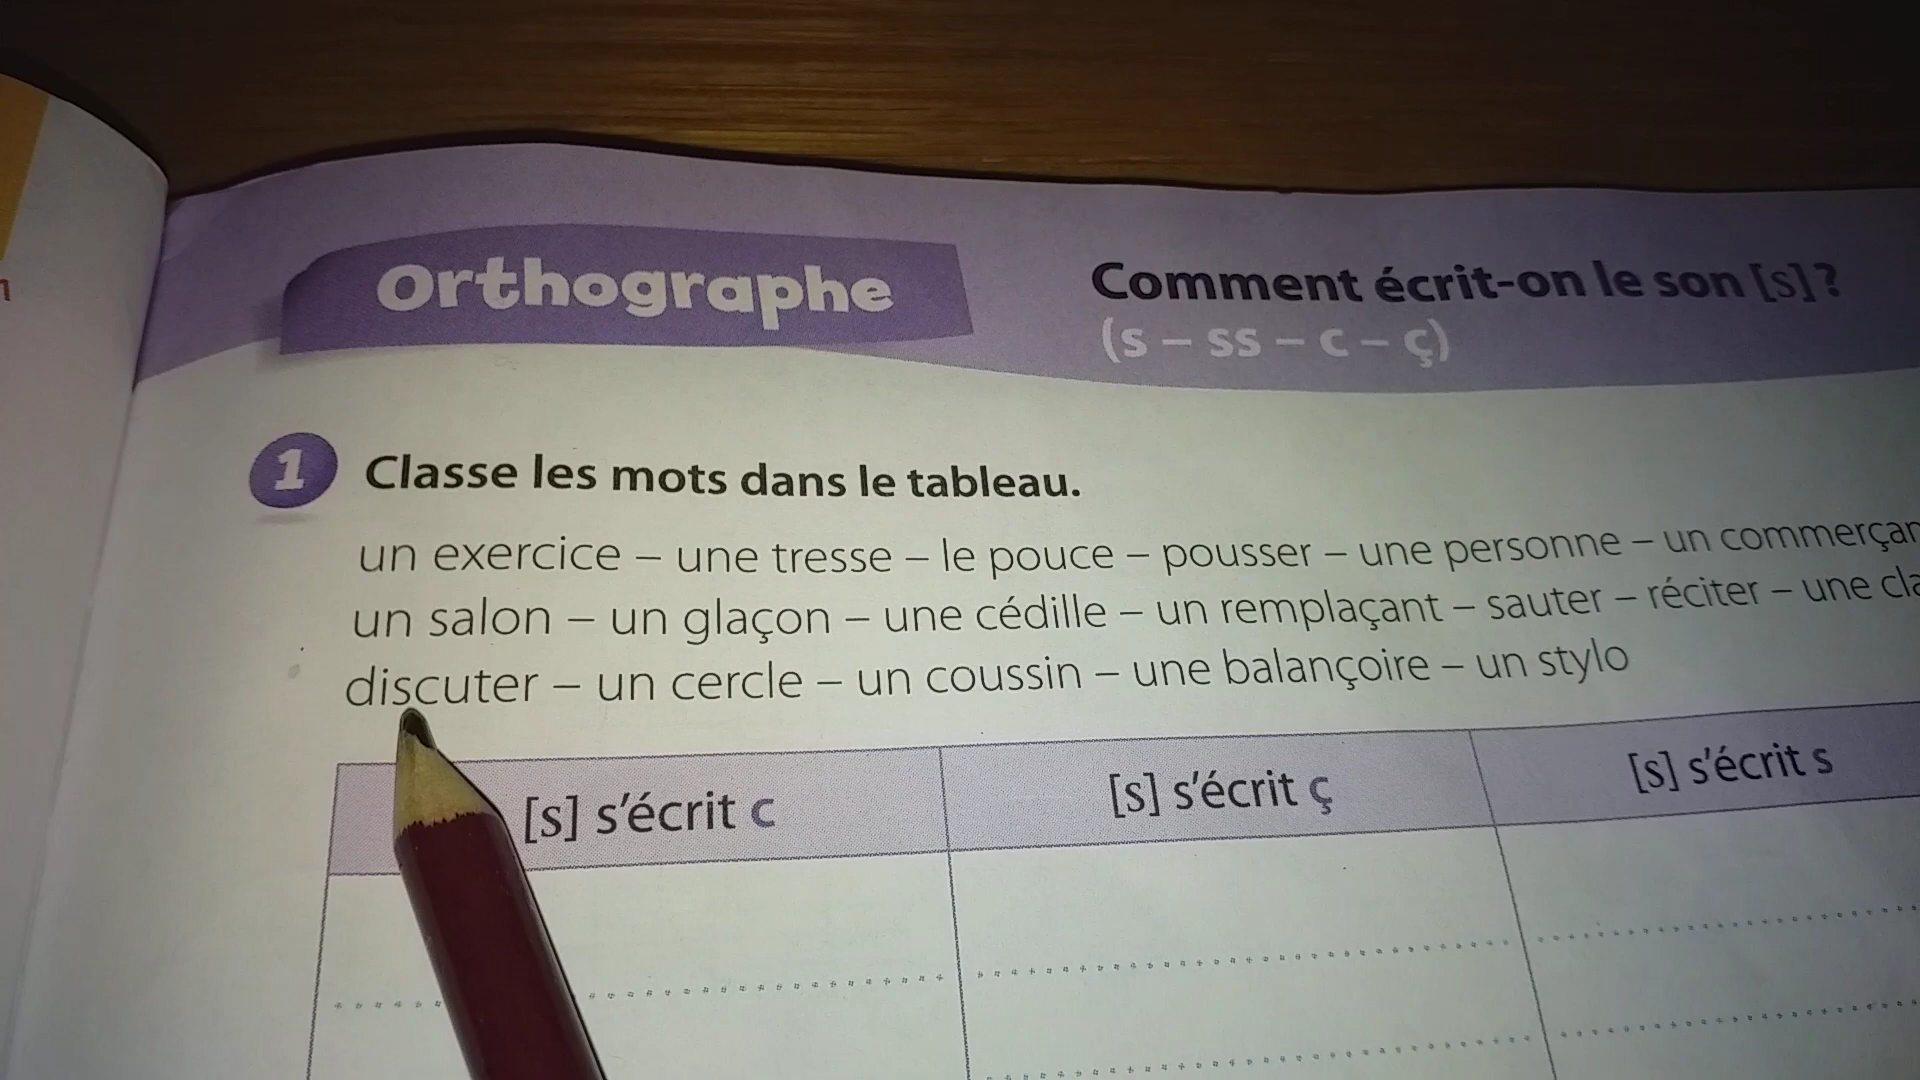 1
Orthographe
Comment écrit-on le son [s] ?
(s – ss – c – ç)
1 Classe les mots dans le tableau.
un exercice – une tresse – le pouce – pousser – une personne – un
un salon – un glaçon – une cédille – un remplaçant – sauter – réciter – une
discuter – un cercle – un coussin – une balançoire – un stylo
[s] s'écrit c
[s] s'écrit ç
[s] s'écrit s